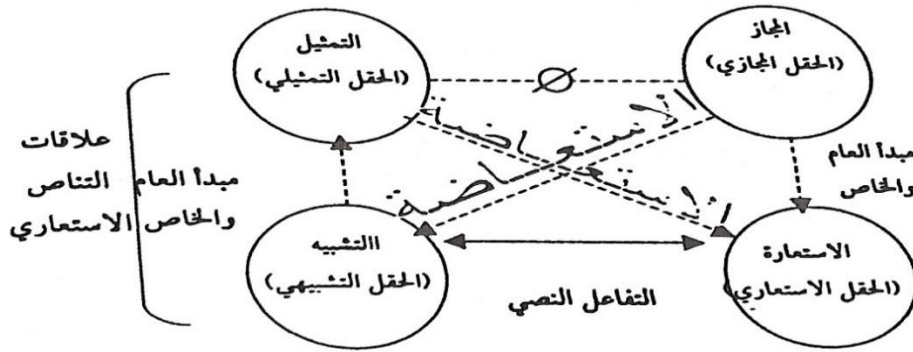 المجاز
(الحقل المجازي)
التمثيل
(الحقل التمثيلي)
الاستعاضة
الاستعاضة
مبدأ العام
والخاص
علاقات
التناص
الاستعاري
مبدأ العام
والخاص
االتشبيه
(الحقل التشبيهي)
الاستعارة
(الحقل الاستعاري)
التفاعل النصي